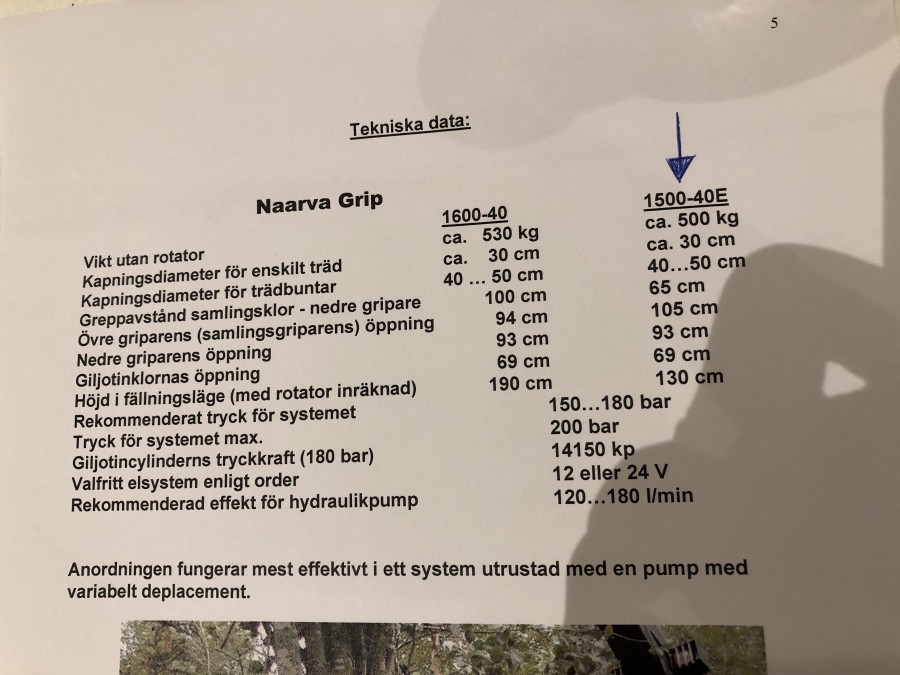 5
Tekniska data:
Naarva Grip 1600-40 1500-40E
Vikt utan rotator ca. 530 kg ca. 500 kg
Kapningsdiameter för enskilt träd ca. 30 cm ca. 30 cm
Kapningsdiameter för trädbuntar 40 ... 50 cm 40...50 cm
Greppavstånd samlingsklor - nedre gripare 100 cm 65 cm
Övre griparens (samlingsgriparens) öppning 94 cm 105 cm
Nedre griparens öppning 93 cm 93 cm
Giljotinklornas öppning 69 cm 69 cm
Höjd i fällningsläge (med rotator inräknad) 190 cm 130 cm
Rekommenderat tryck för systemet 150...180 bar
Tryck för systemet max. 200 bar
Giljotincylinderns tryckkraft (180 bar) 14150 kp
Valfritt elsystem enligt order 12 eller 24 V
Rekommenderad effekt för hydraulikpump 120...180 l/min
Anordningen fungerar mest effektivt i ett system utrustad med en pump med
variabelt deplacement.